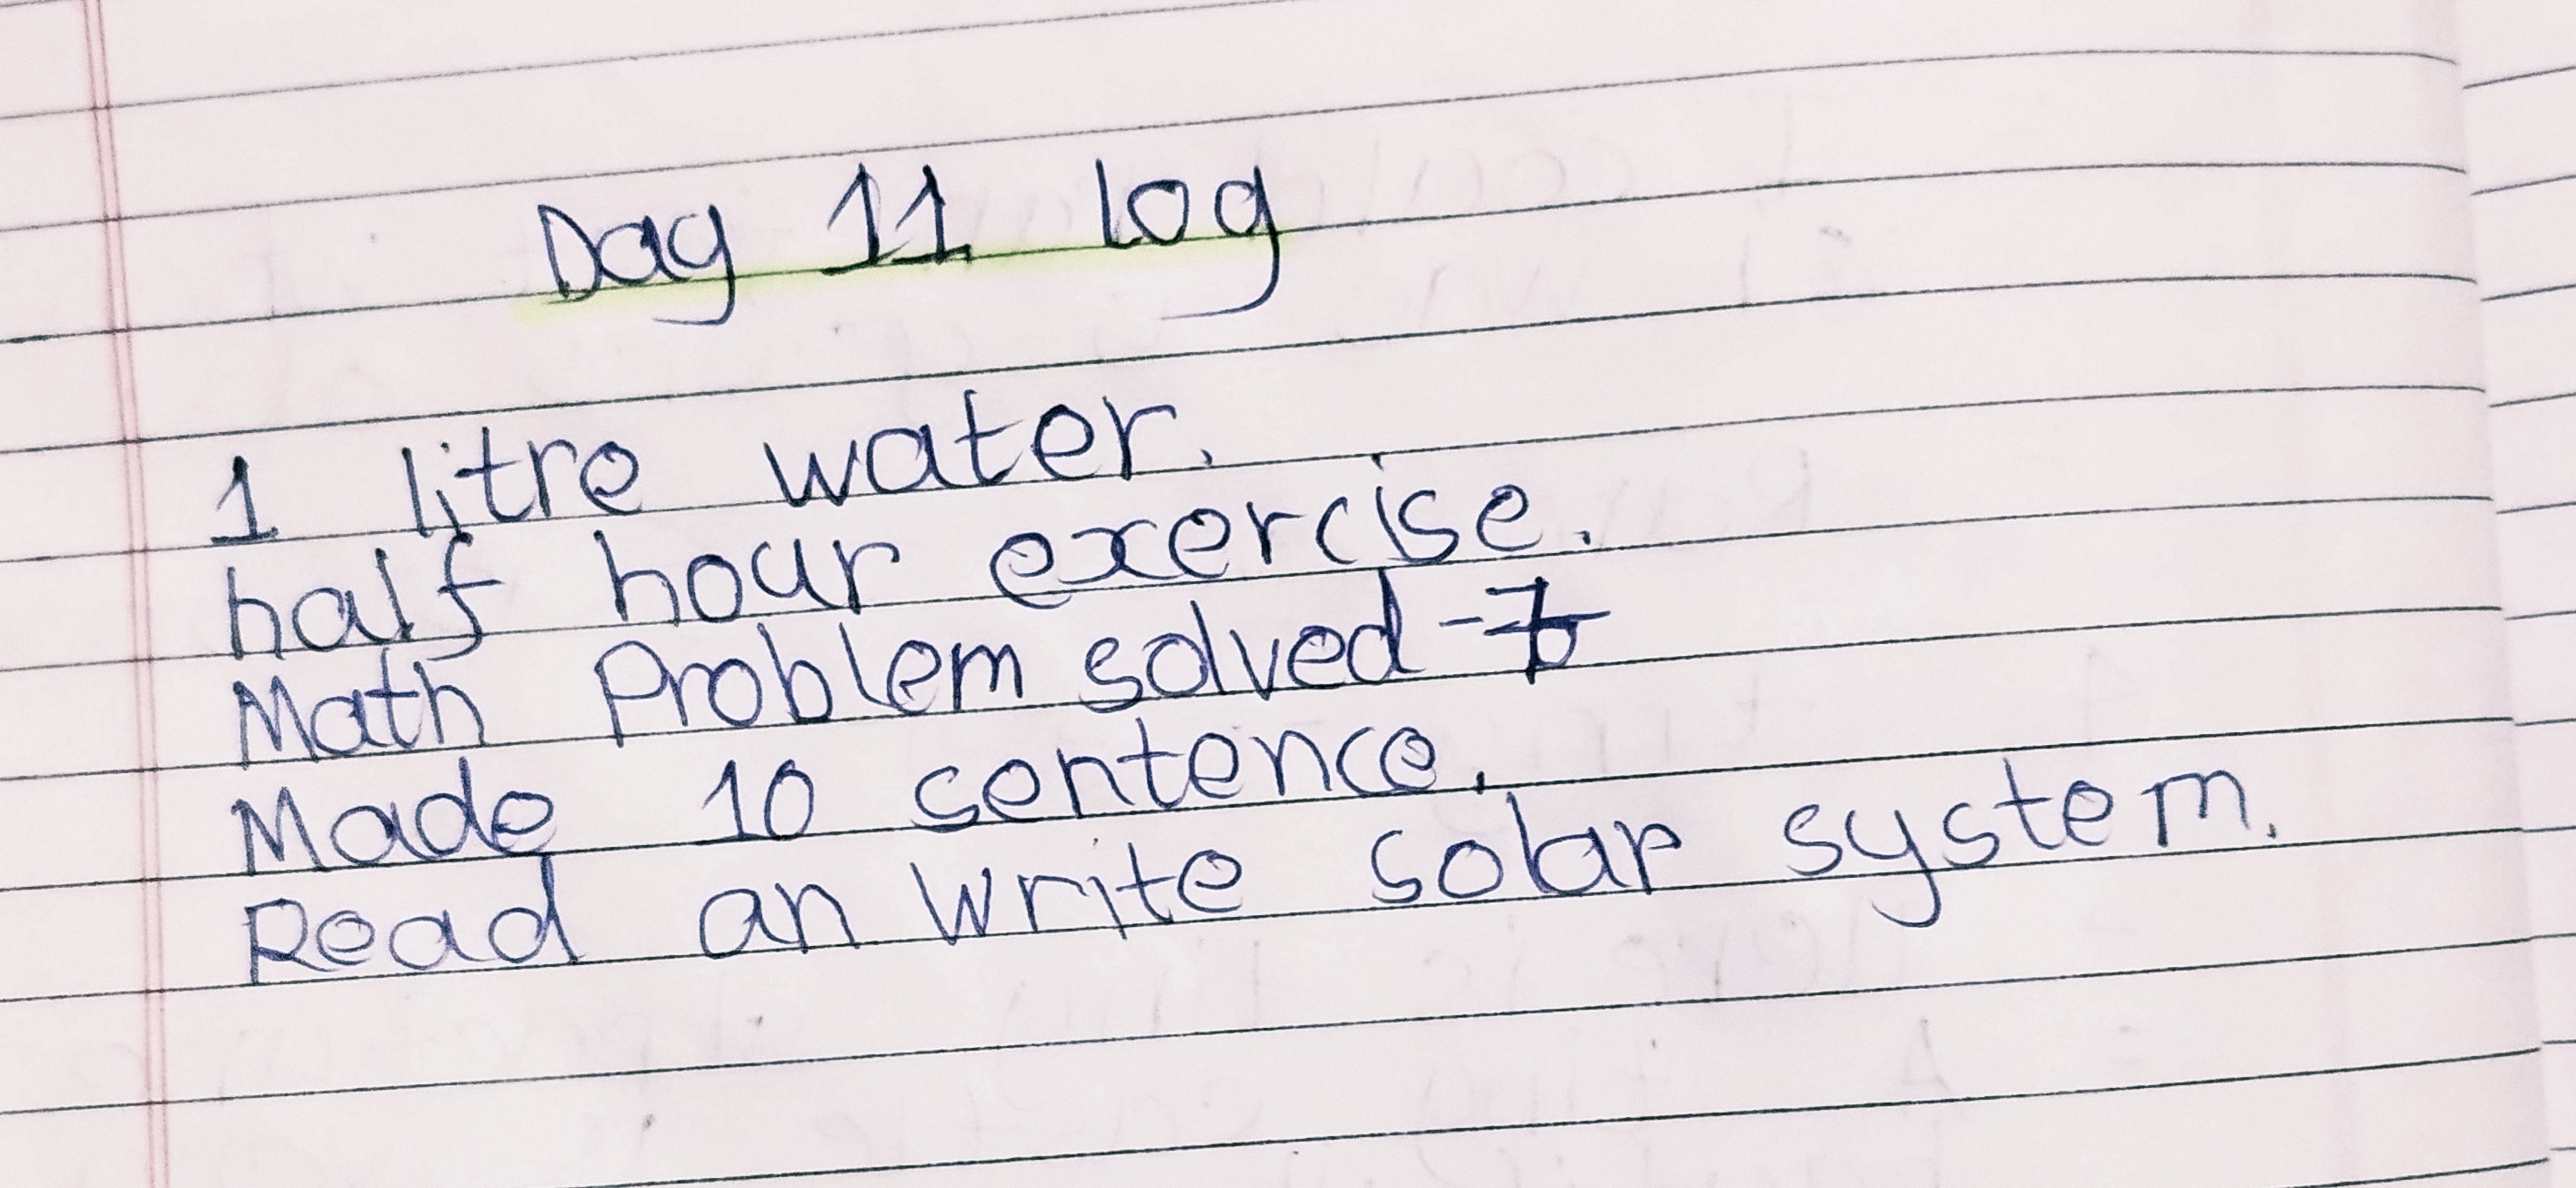 Day 11 log
1 litre water.
half hour exercise.
Math Problem solved -
Made 10 sentence.
Read an write solar system.